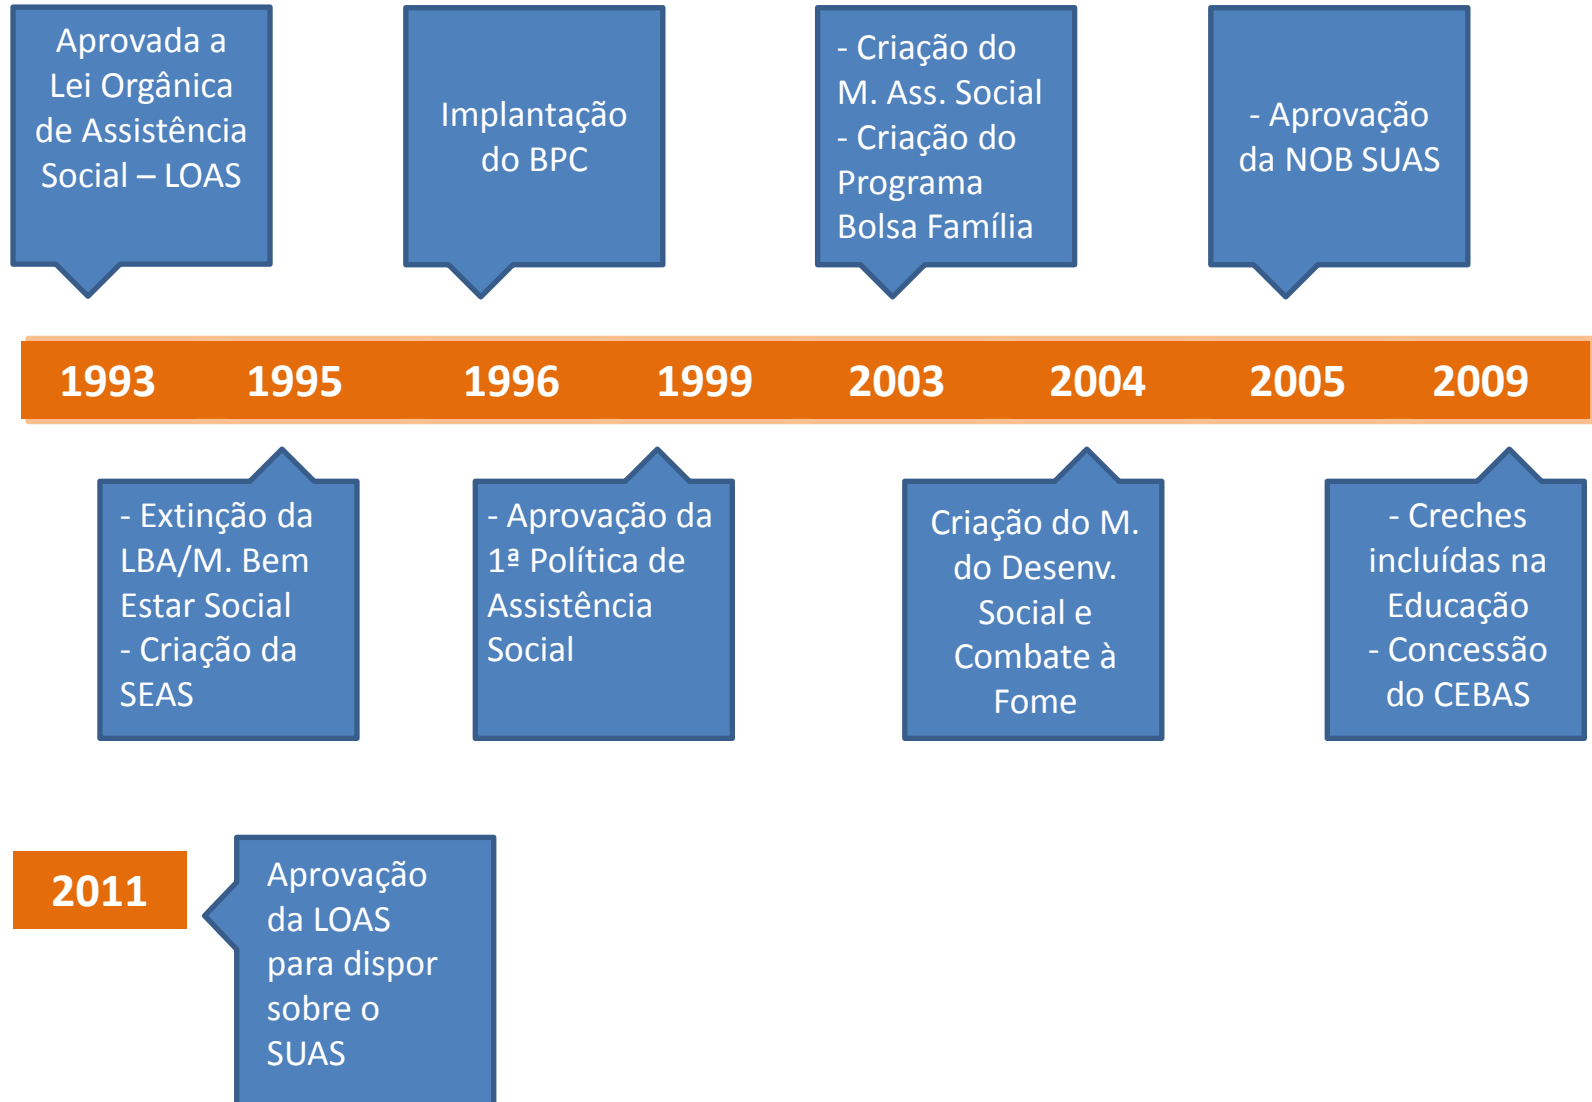 Aprovada a
Lei Orgânica
de Assistência
Social – LOAS
Implantação
do BPC
- Criação do
M. Ass. Social
- Criação do
Programa
Bolsa Família
- Aprovação
da NOB SUAS
1993 1995 1996 1999 2003 2004 2005 2009
- Extinção da
LBA/M. Bem
Estar Social
- Criação da
SEAS
- Aprovação da
1ª Política de
Assistência
Social
Criação do M.
do Desenv.
Social e
Combate à
Fome
- Creches
incluídas na
Educação
- Concessão
do CEBAS
2011
Aprovação
da LOAS
para dispor
sobre o
SUAS